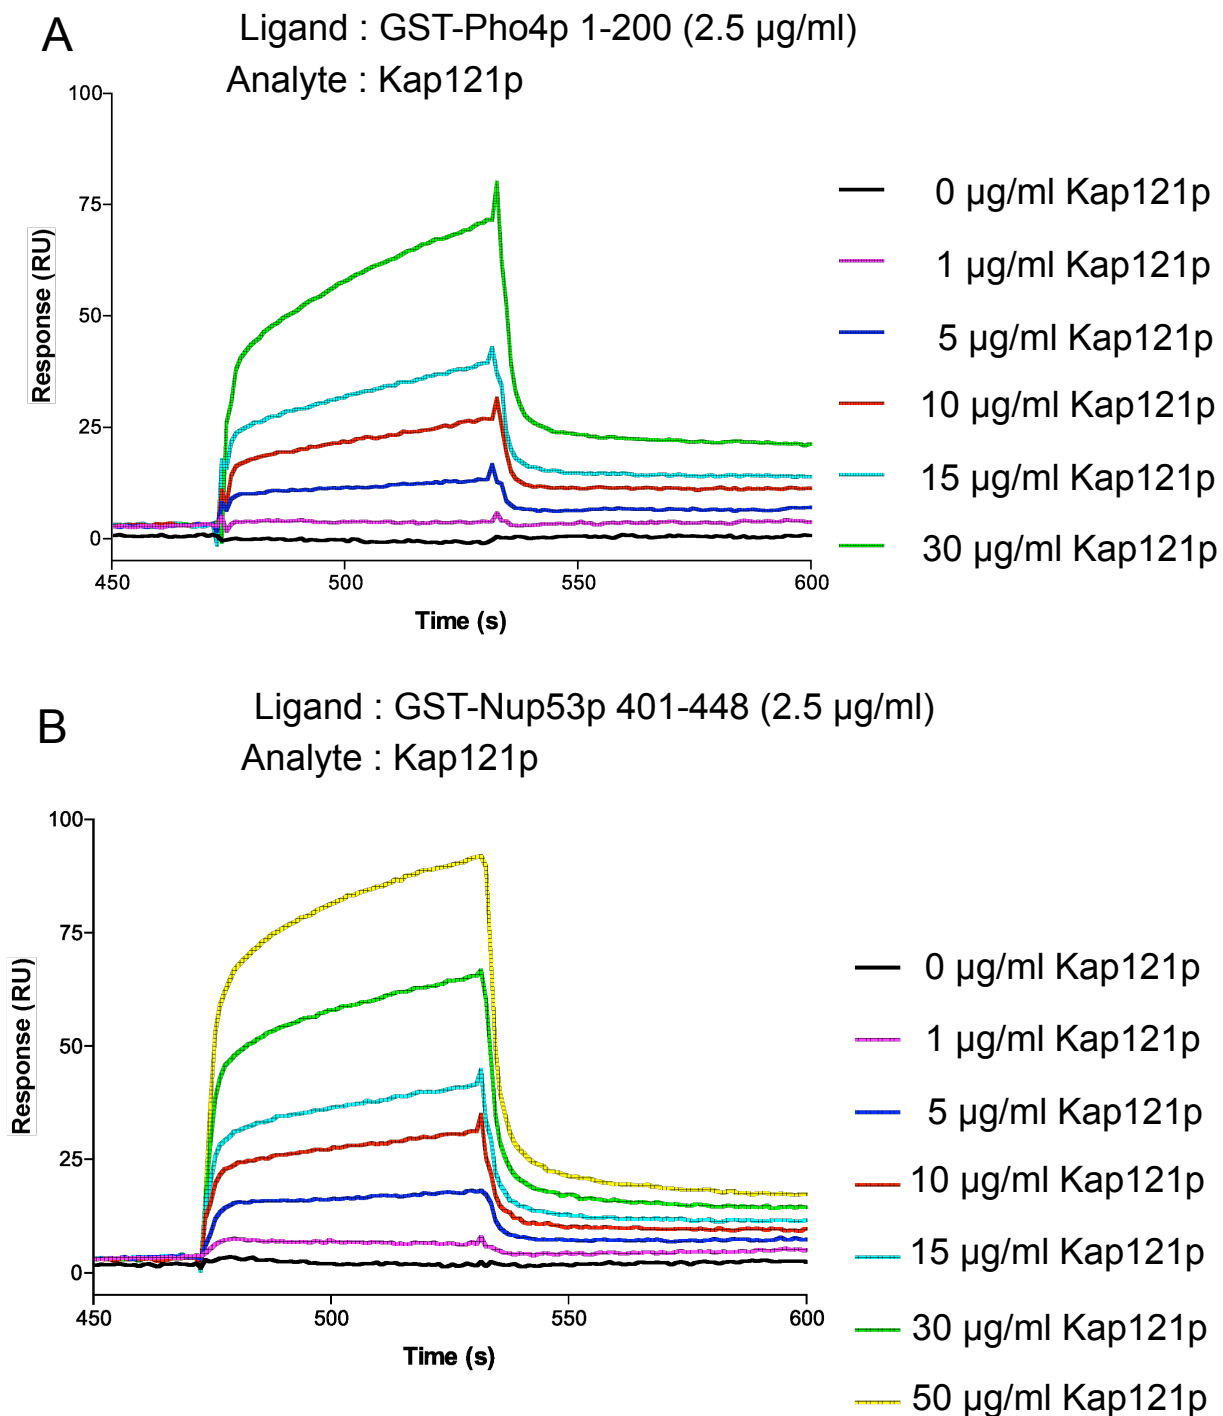 A
Ligand : GST-Pho4p 1-200 (2.5 µg/ml)
Analyte : Kap121p
100
75
50
25
0
Response (RU)
450
500
550
600
Time (s)
0 µg/ml Kap121p
1 µg/ml Kap121p
5 µg/ml Kap121p
10 µg/ml Kap121p
15 µg/ml Kap121p
30 µg/ml Kap121p
B
Ligand : GST-Nup53p 401-448 (2.5 µg/ml)
Analyte : Kap121p
100
75
50
25
0
Response (RU)
450
500
550
600
Time (s)
0 µg/ml Kap121p
1 µg/ml Kap121p
5 µg/ml Kap121p
10 µg/ml Kap121p
15 µg/ml Kap121p
30 µg/ml Kap121p
50 µg/ml Kap121p